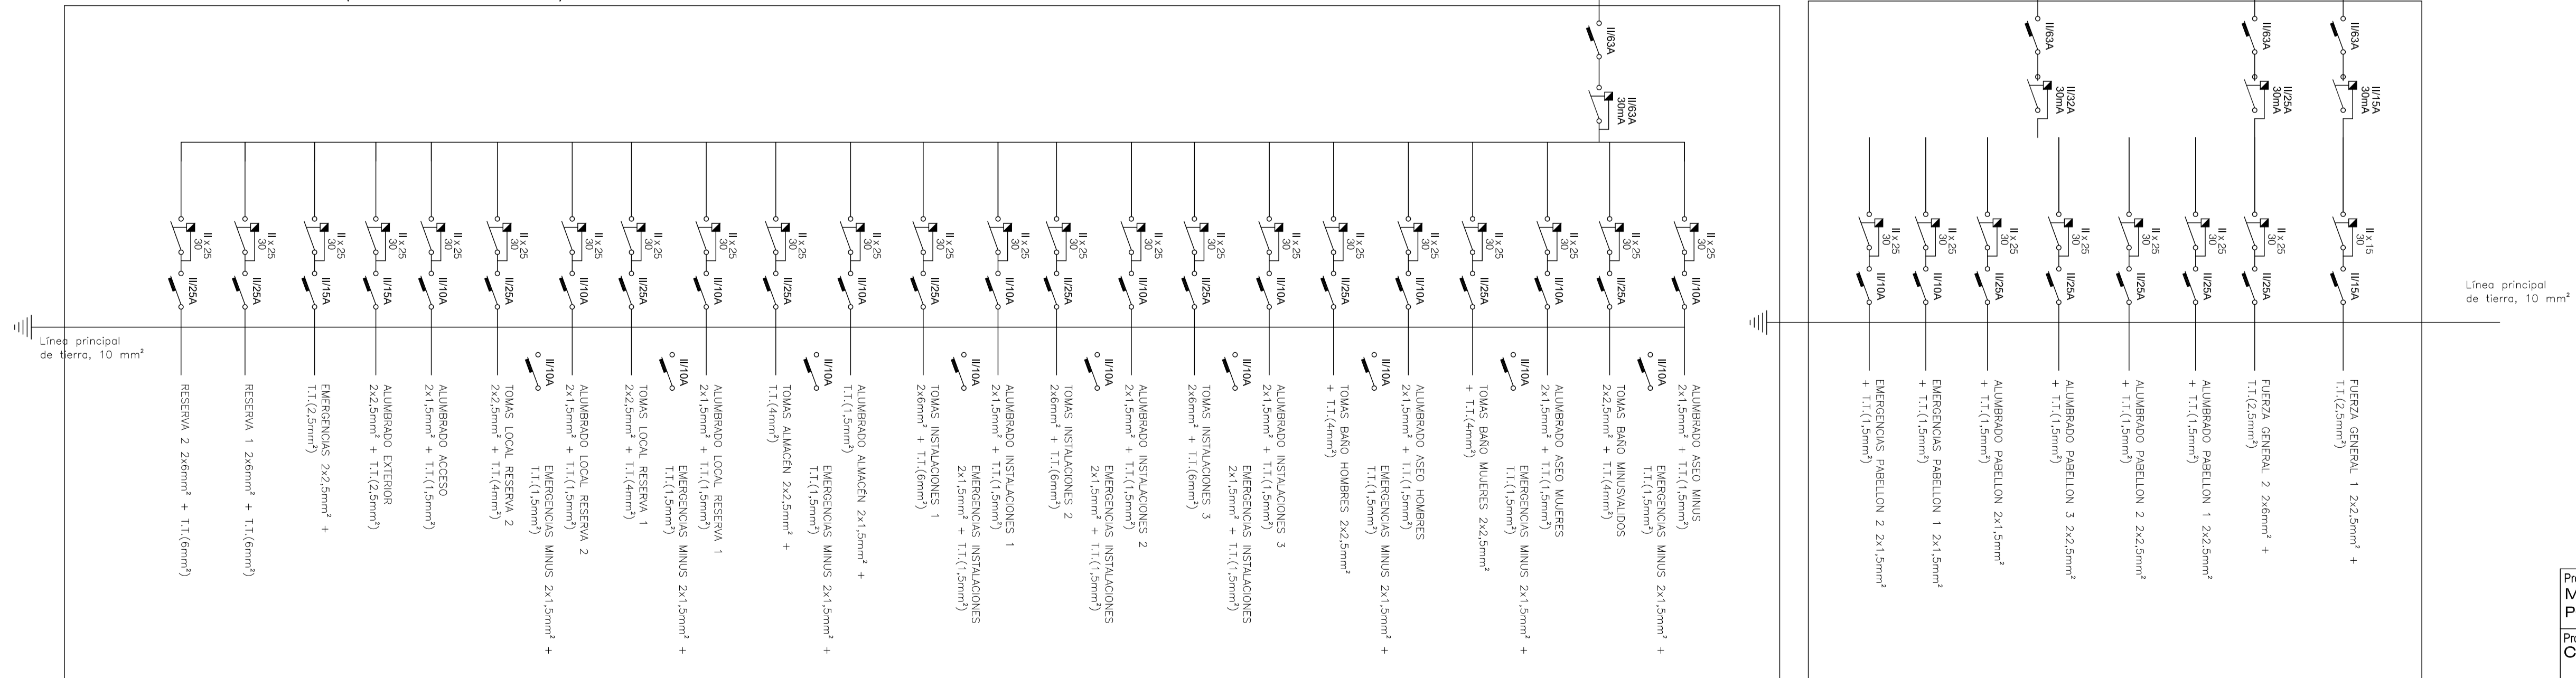 II/63A
II/63A
30mA
II x 25
30
II/25A
RESERVA 2 2x6mm² + T.T.(6mm²)
II x 25
30
II/25A
RESERVA 1 2x6mm² + T.T.(6mm²)
II x 25
30
II/15A
EMERGENCIAS 2x2,5mm² +
T.T.(2,5mm²)
II x 25
30
II/15A
ALUMBRADO EXTERIOR
2x2,5mm² + T.T.(2,5mm²)
II x 25
30
II/10A
ALUMBRADO ACCESO
2x1,5mm² + T.T.(1,5mm²)
II x 25
30
II/25A
TOMAS LOCAL RESERVA 2
2x2,5mm² + T.T.(4mm²)
II/10A
EMERGENCIAS MINUS 2x1,5mm² +
T.T.(1,5mm²)
II x 25
30
II/10A
ALUMBRADO LOCAL RESERVA 2
2x1,5mm² + T.T.(1,5mm²)
II x 25
30
II/25A
TOMAS LOCAL RESERVA 1
2x2,5mm² + T.T.(4mm²)
II/10A
EMERGENCIAS MINUS 2x1,5mm² +
T.T.(1,5mm²)
II x 25
30
II/10A
ALUMBRADO LOCAL RESERVA 1
2x1,5mm² + T.T.(1,5mm²)
II x 25
30
II/25A
TOMAS ALMACÉN 2x2,5mm² +
T.T.(4mm²)
II/10A
EMERGENCIAS MINUS 2x1,5mm² +
T.T.(1,5mm²)
II x 25
30
II/10A
ALUMBRADO ALMACÉN 2x1,5mm² +
T.T.(1,5mm²)
II x 25
30
II/25A
TOMAS INSTALACIONES 1
2x6mm² + T.T.(6mm²)
II/10A
EMERGENCIAS INSTALACIONES
2x1,5mm² + T.T.(1,5mm²)
II x 25
30
II/10A
ALUMBRADO INSTALACIONES 1
2x1,5mm² + T.T.(1,5mm²)
II x 25
30
II/25A
TOMAS INSTALACIONES 2
2x6mm² + T.T.(6mm²)
II/10A
EMERGENCIAS INSTALACIONES
2x1,5mm² + T.T.(1,5mm²)
II x 25
30
II/10A
ALUMBRADO INSTALACIONES 2
2x1,5mm² + T.T.(1,5mm²)
II x 25
30
II/25A
TOMAS INSTALACIONES 3
2x6mm² + T.T.(6mm²)
II/10A
EMERGENCIAS INSTALACIONES
2x1,5mm² + T.T.(1,5mm²)
II x 25
30
II/10A
ALUMBRADO INSTALACIONES 3
2x1,5mm² + T.T.(1,5mm²)
II x 25
30
II/25A
TOMAS BAÑO HOMBRES 2x2,5mm²
+ T.T.(4mm²)
II/10A
EMERGENCIAS MINUS 2x1,5mm² +
T.T.(1,5mm²)
II x 25
30
II/10A
ALUMBRADO ASEO HOMBRES
2x1,5mm² + T.T.(1,5mm²)
II x 25
30
II/25A
TOMAS BAÑO MUJERES 2x2,5mm²
+ T.T.(4mm²)
II/10A
EMERGENCIAS MINUS 2x1,5mm² +
T.T.(1,5mm²)
II x 25
30
II/10A
ALUMBRADO ASEO MUJERES
2x1,5mm² + T.T.(1,5mm²)
II x 25
30
II/25A
TOMAS BAÑO MINUSVALIDOS
2x2,5mm² + T.T.(4mm²)
II/10A
EMERGENCIAS MINUS 2x1,5mm² +
T.T.(1,5mm²)
II x 25
30
II/10A
ALUMBRADO ASEO MINUS
2x1,5mm² + T.T.(1,5mm²)
Línea principal
de tierra, 10 mm²
II/63A
II/32A
30mA
II/63A
II/25A
30mA
II/63A
II/15A
30mA
II x 25
30
II/10A
EMERGENCIAS PABELLON 2 2x1,5mm²
+ T.T.(1,5mm²)
II x 25
30
II/10A
EMERGENCIAS PABELLON 1 2x1,5mm²
+ T.T.(1,5mm²)
II x 25
30
II/25A
ALUMBRADO PABELLON 2x1,5mm²
+ T.T.(1,5mm²)
II x 25
30
II/25A
ALUMBRADO PABELLON 3 2x2,5mm²
+ T.T.(1,5mm²)
II x 25
30
II/25A
ALUMBRADO PABELLON 2 2x2,5mm²
+ T.T.(1,5mm²)
II x 25
30
II/25A
ALUMBRADO PABELLON 1 2x2,5mm²
+ T.T.(1,5mm²)
II x 25
30
II/25A
FUERZA GENERAL 2 2x6mm² +
T.T.(2,5mm²)
II x 15
30
II/15A
FUERZA GENERAL 1 2x2,5mm² +
T.T.(2,5mm²)
Línea principal
de tierra, 10 mm²